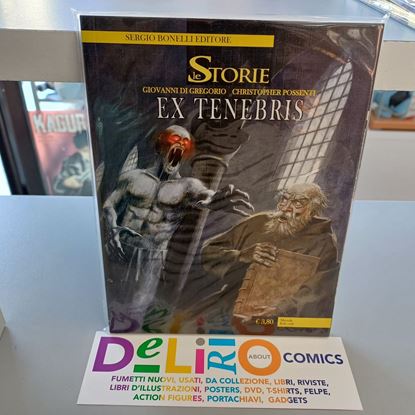 SERGIO BONELLI EDITORE
le STORIE
GIOVANNI DI GREGORIO CHRISTOPHER POSSENTI
EX TENEBRIS
€ 3,80
DeLiRiO ABOUT COMICS
FUMETTI NUOVI, USATI, DA COLLEZIONE, LIBRI, RIVISTE,
LIBRI D'ILLUSTRAZIONI, POSTERS, DVD, T-SHIRTS, FELPE,
ACTION FIGURES, PORTACHIAVI, GADGETS